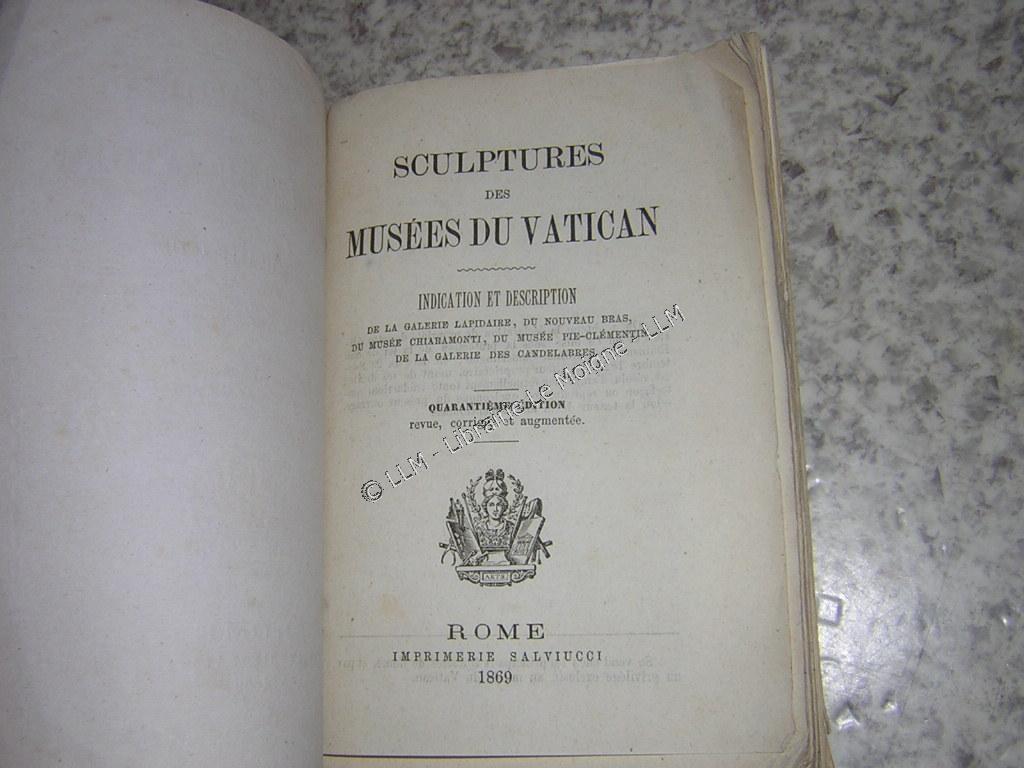 SCULPTURES
DES
MUSÉES DU VATICAN
INDICATION ET DESCRIPTION
DE LA GALERIE LAPIDAIRE, DU NOUVEAU BRAS,
DU MUSÉE CHIARAMONTI, DU MUSÉE PIE-CLÉMENTIN
DE LA GALERIE DES CANDELABRES
QUARANTIÈME ÉDITION
revue, corrigée et augmentée.
© LLM - Librairie Le Moigne - LLM
ROME
IMPRIMERIE SALVIUCCI
1869